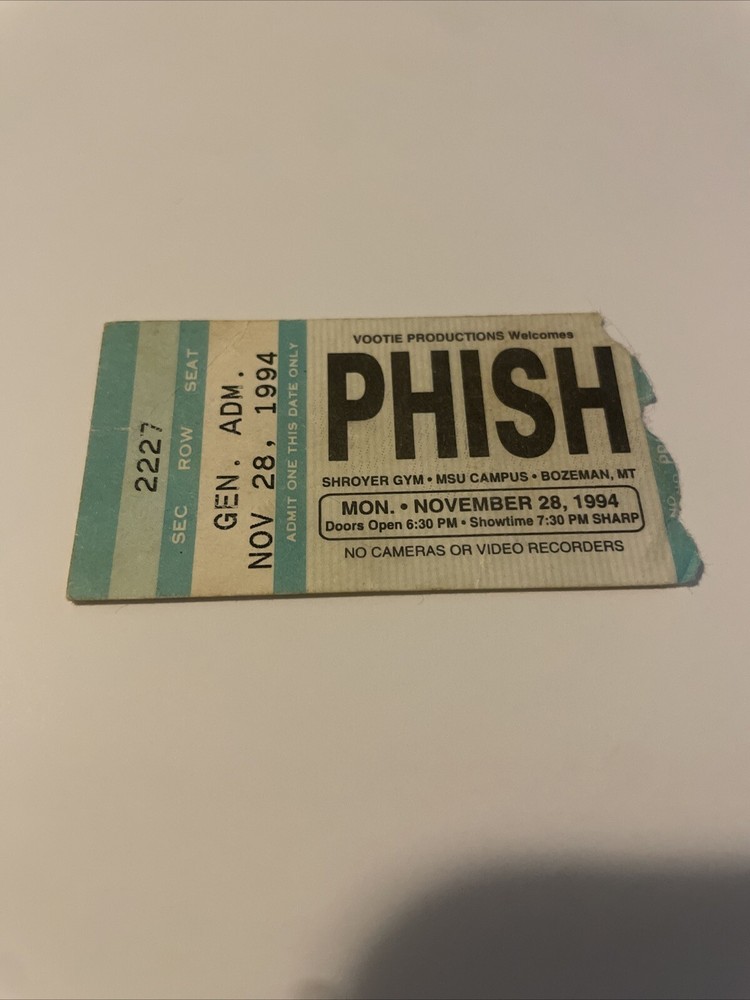 2227
SEC ROW SEAT
GEN. ADM.
NOV 28, 1994
ADMIT ONE THIS DATE ONLY
VOOTIE PRODUCTIONS Welcomes
PHISH
SHROYER GYM • MSU CAMPUS • BOZEMAN, MT
MON. • NOVEMBER 28, 1994
Doors Open 6:30 PM • Showtime 7:30 PM SHARP
NO CAMERAS OR VIDEO RECORDERS